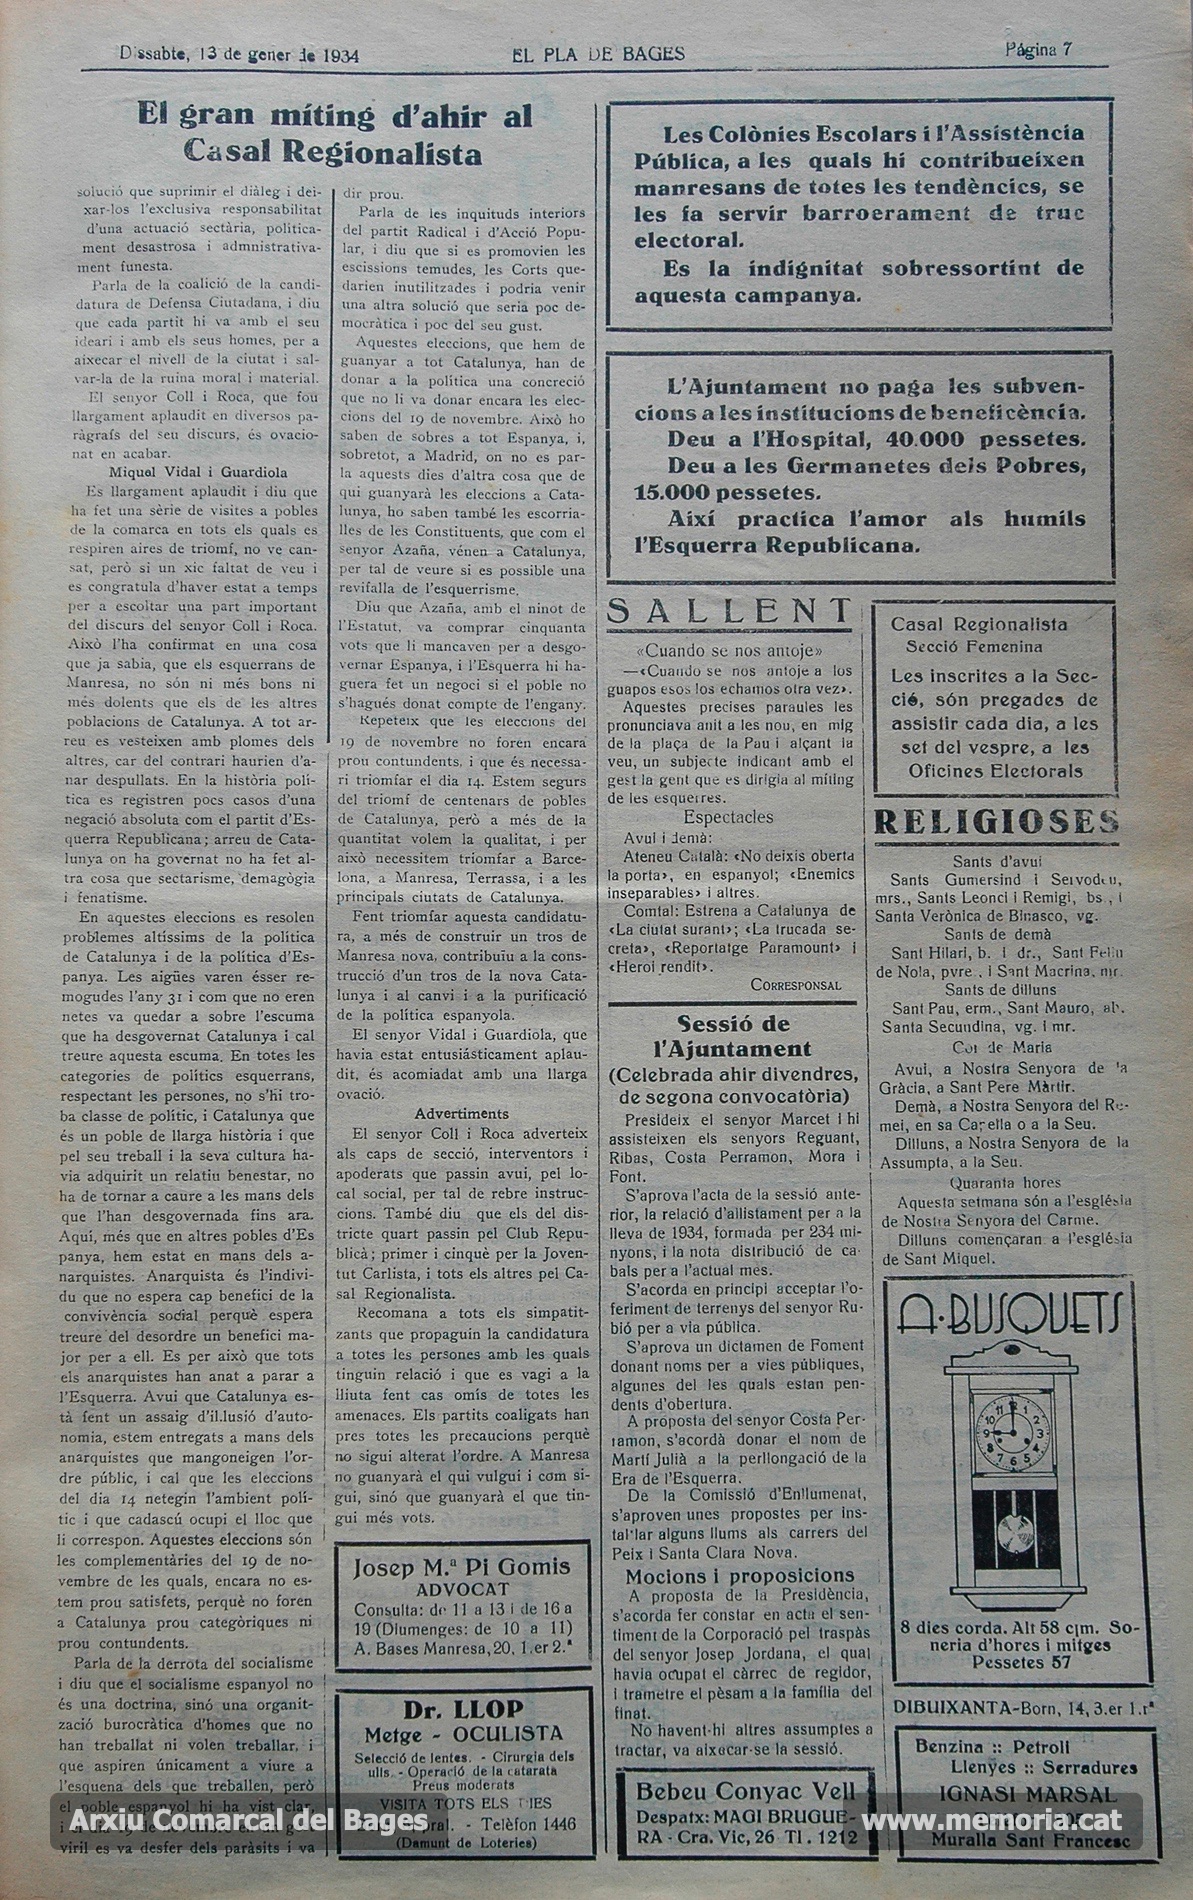 Dissabte, 13 de gener de 1934
EL PLA DE BAGES
Página 7
El gran míting d'ahir al
Casal Regionalista
solució que suprimir el diàleg i dei-
xar-los l'exclusiva responsabilitat
d'una actuació sectària, política-
ment desastrosa i admnistrativa-
ment funesta.
Parla de la coalició de la candi-
datura de Defensa Ciutadana, i diu
que cada partit hi va amb el seu
ideari i amb els seus homes, per a
aixecar el nivell de la ciutat i sal-
var-la de la ruina moral i material.
El senyor Coll i Roca, que fou
llargament aplaudit en diversos pa-
ràgrafs del seu discurs, és ovacio-
nat en acabar.
Miquel Vidal i Guardiola
Es llargament aplaudit i diu que
ha fet una sèrie de visites a pobles
de la comarca en tots els quals es
respiren aires de triomf, no ve can-
sat, però si un xic faltat de veu i
es congratula d'haver estat a temps
per a escoltar una part important
del discurs del senyor Coll i Roca.
Això l'ha confirmat en una cosa
que ja sabia, que els esquerrans de
Manresa, no són ni més bons ni
més dolents que els de les altres
poblacions de Catalunya. A tot ar-
reu es vesteixen amb plomes dels
altres, car del contrari haurien d'a-
nar despullats. En la història polí-
tica es registren pocs casos d'una
negació absoluta com el partit d'Es-
querra Republicana; arreu de Cata-
lunya on ha governat no ha fet al-
tra cosa que sectarisme, demagògia
i fenatisme.
En aquestes eleccions es resolen
problemes altíssims de la política
de Catalunya i de la política d'Es-
panya. Les aigües varen ésser re-
mogudes l'any 31 i com que no eren
netes va quedar a sobre l'escuma
que ha desgovernat Catalunya i cal
treure aquesta escuma. En totes les
categories de polítics esquerrans,
respectant les persones, no s'hi tro-
ba classe de polític, i Catalunya que
és un poble de llarga història i que
pel seu treball i la seva cultura ha-
via adquirit un relatiu benestar, no
ha de tornar a caure a les mans dels
que l'han desgovernada fins ara.
Aquí, més que en altres pobles d'Es
panya, hem estat en mans dels a-
narquistes. Anarquista és l'indivi-
du que no espera cap benefici de la
convivència social perquè espera
treure del desordre un benefici ma-
jor per a ell. Es per això que tots
els anarquistes han anat a parar a
l'Esquerra. Avui que Catalunya es-
tà fent un assaig d'il.lusió d'auto-
nomia, estem entregats a mans dels
anarquistes que mangoneigen l'or-
dre públic, i cal que les eleccions
del dia 14 netegin l'ambient polí-
tic i que cadascú ocupi el lloc que
li correspon. Aquestes eleccions són
les complementàries del 19 de no-
vembre de les quals, encara no es-
tem prou satisfets, perquè no foren
a Catalunya prou categòriques ni
prou contundents.
Parla de la derrota del socialisme
i diu que el socialisme espanyol no
és una doctrina, sinó una organit-
zació burocràtica d'homes que no
han treballat ni volen treballar, i
que aspiren únicament a viure a
l'esquena dels que treballen, però
el poble espanyol hi ha vist clar,
viril es va desfer dels paràsits i va
dir prou.
Parla de les inquituds interiors
del partit Radical i d'Acció Popu-
lar, i diu que si es promovien les
escissions temudes, les Corts que-
darien inutilitzades i podria venir
una altra solució que seria poc de-
mocràtica i poc del seu gust.
Aquestes eleccions, que hem de
guanyar a tot Catalunya, han de
donar a la política una concreció
que no li va donar encara les elec-
cions del 19 de novembre. Això ho
saben de sobres a tot Espanya, i,
sobretot, a Madrid, on no es par-
la aquests dies d'altra cosa que de
qui guanyarà les eleccions a Cata-
lunya, ho saben també les escorria-
lles de les Constituents, que com el
senyor Azaña, vénen a Catalunya,
per tal de veure si es possible una
revifalla de l'esquerrisme.
Diu que Azaña, amb el ninot de
l'Estatut, va comprar cinquanta
vots que li mancaven per a desgo-
vernar Espanya, i l'Esquerra hi ha-
guera fet un negoci si el poble no
s'hagués donat compte de l'engany.
Repeteix que les eleccions del
19 de novembre no foren encara
prou contundents, i que és necessa-
ri triomfar el dia 14. Estem segurs
del triomf de centenars de pobles
de Catalunya, però a més de la
quantitat volem la qualitat, i per
això necessitem triomfar a Barce-
lona, a Manresa, Terrassa, i a les
principals ciutats de Catalunya.
Fent triomfar aquesta candidatu-
ra, a més de construir un tros de
Manresa nova, contribuïu a la cons-
trucció d'un tros de la nova Cata-
lunya i al canvi i a la purificació
de la política espanyola.
El senyor Vidal i Guardiola, que
havia estat entusiásticament aplau-
dit, és acomiadat amb una llarga
ovació.
Advertiments
El senyor Coll i Roca adverteix
als caps de secció, interventors i
apoderats que passin avui, pel lo-
cal social, per tal de rebre instruc-
cions. També diu que els del dis-
tricte quart passin pel Club Repu-
blicà; primer i cinquè per la Joven-
tut Carlista, i tots els altres pel Ca-
sal Regionalista.
Recomana a tots els simpatit-
zants que propaguin la candidatura
a totes les persones amb les quals
tinguin relació i que es vagi a la
lliuta fent cas omís de totes les
amenaces. Els partits coaligats han
pres totes les precaucions perquè
no sigui alterat l'ordre. A Manresa
no guanyarà el qui vulgui i com si-
gui, sinó que guanyarà el que tin-
gui més vots.
Josep M.ª Pi Gomis
ADVOCAT
Consulta: de 11 a 13 i de 16 a
19 (Dlumenges: de 10 a 11)
A. Bases Manresa, 20, 1.er 2.ª
Dr. LLOP
Metge - OCULISTA
Selecció de lentes. - Cirurgia dels
ulls. - Operació de la catarata
Preus moderats
VISITA TOTS ELS DIES
- Telèfon 1446
(Damunt de Loteries)
Les Colònies Escolars i l'Assistència
Pública, a les quals hi contribueixen
manresans de totes les tendèncics, se
les fa servir barroerament de truc
electoral.
Es la indignitat sobressortint de
aquesta campanya.
L'Ajuntament no paga les subven-
cions a les institucions de beneficència.
Deu a l'Hospital, 40.000 pessetes.
Deu a les Germanetes dels Pobres,
15.000 pessetes.
Així practica l'amor als humils
l'Esquerra Republicana.
SALLENT
«Cuando se nos antoje»
—«Cuando se nos antoje a los
guapos esos los echamos otra vez».
Aquestes precises paraules les
pronunciava anit a les nou, en mig
de la plaça de la Pau i alçant la
veu, un subjecte indicant amb el
gest la gent que es dirigia al míting
de les esquerres.
Espectacles
Avui i demà:
Ateneu Català: «No deixis oberta
la porta», en espanyol; «Enemics
inseparables» i altres.
Comtal: Estrena a Catalunya de
«La ciutat surant»; «La trucada se-
creta», «Reportatge Paramount» i
«Heroi rendit».
CORRESPONSAL
Sessió de
l'Ajuntament
(Celebrada ahir divendres,
de segona convocatòria)
Presideix el senyor Marcet i hi
assisteixen els senyors Reguant,
Ribas, Costa Perramon, Mora i
Font.
S'aprova l'acta de la sessió ante-
rior, la relació d'allistament per a la
lleva de 1934, formada per 234 mi-
nyons, i la nota distribució de ca-
bals per a l'actual mes.
S'acorda en principi acceptar l'o-
feriment de terrenys del senyor Ru-
bió per a via pública.
S'aprova un dictamen de Foment
donant noms per a vies públiques,
algunes del les quals estan pen-
dents d'obertura.
A proposta del senyor Costa Per-
ramon, s'acordà donar el nom de
Martí Julià a la perllongació de la
Era de l'Esquerra.
De la Comissió d'Enllumenat,
s'aproven unes propostes per ins-
tal·lar alguns llums als carrers del
Peix i Santa Clara Nova.
Mocions i proposicions
A proposta de la Presidència,
s'acorda fer constar en acta el sen-
timent de la Corporació pel traspàs
del senyor Josep Jordana, el qual
havia ocupat el càrrec de regidor,
i trametre el pèsam a la família del
finat.
No havent-hi altres assumptes a
tractar, va aixecar-se la sessió.
Bebeu Conyac Vell
Despatx: MAGI BRUGUE-
RA - Cra. Vic, 26 Tl. 1212
Casal Regionalista
Secció Femenina
Les inscrites a la Sec-
ció, són pregades de
assistir cada dia, a les
set del vespre, a les
Oficines Electorals
RELIGIOSES
Sants d'avui
Sants Gumersind i Servodeu,
mrs., Sants Leonci i Remigi, bs., i
Santa Verònica de Binasco, vg.
Sants de demà
Sant Hilari, b. i dr., Sant Feliu
de Nola, pvre., i Sant Macrina, mr.
Sants de dilluns
Sant Pau, erm., Sant Mauro, ab.
Santa Secundina, vg. i mr.
Cor de Maria
Avui, a Nostra Senyora de 'a
Gràcia, a Sant Pere Màrtir.
Demà, a Nostra Senyora del Re-
mei, en sa Capella o a la Seu.
Dilluns, a Nostra Senyora de la
Assumpta, a la Seu.
Quaranta hores
Aquesta setmana són a l'església
de Nostra Senyora del Carme.
Dilluns començaran a l'església
de Sant Miquel.
A. BUSQUETS
8 dies corda. Alt 58 c|m. So-
neria d'hores i mitges
Pessetes 57
DIBUIXANTA-Born, 14, 3.er 1.rª
Benzina :: Petroli
Llenyes :: Serradures
IGNASI MARSAL
Muralla Sant Francesc
Arxiu Comarcal del Bages
www.memoria.cat